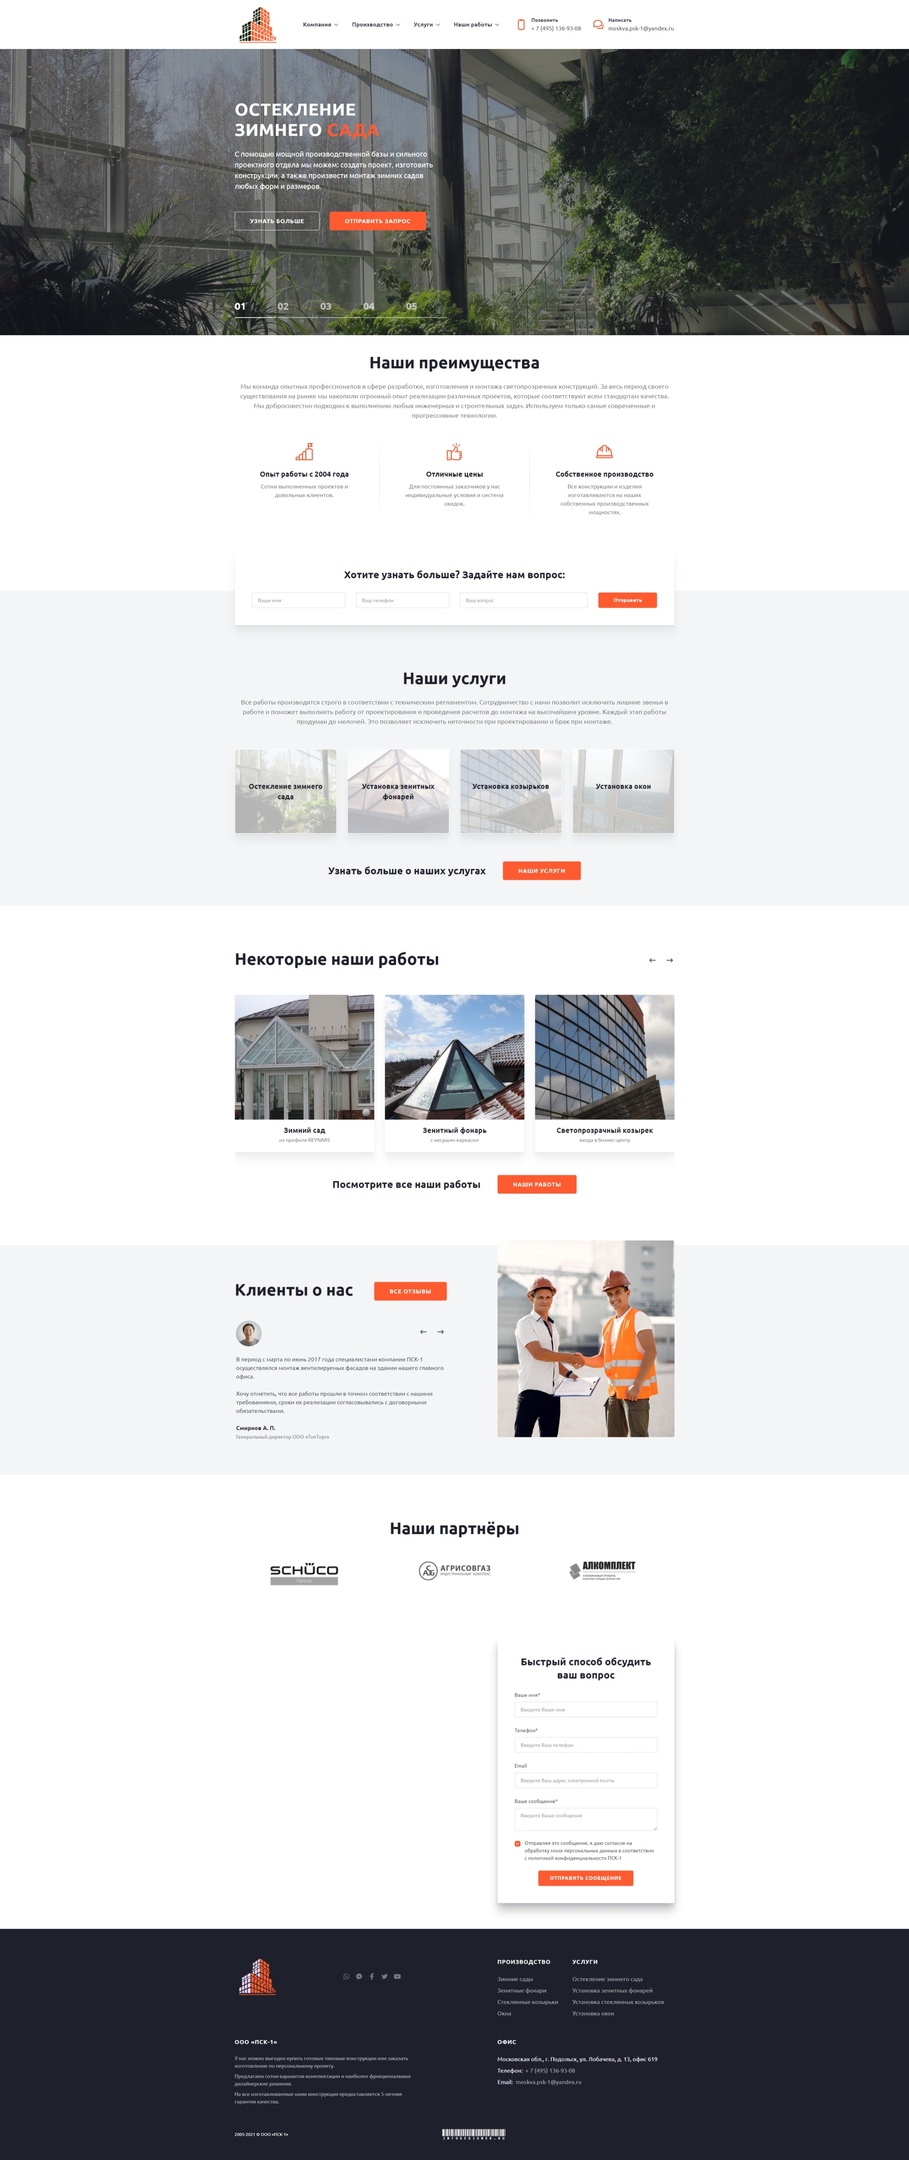 Компания
Производство
Услуги
Наши работы
Позвонить
+ 7 (495) 136-93-08
Написать
moskva.psk-1@yandex.ru
ОСТЕКЛЕНИЕ
ЗИМНЕГО САДА
С помощью мощной производственной базы и сильного
проектного отдела мы можем: создать проект, изготовить
конструкции, а также произвести монтаж зимних садов
любых форм и размеров.
УЗНАТЬ БОЛЬШЕ
ОТПРАВИТЬ ЗАПРОС
01 02 03 04 05
Наши преимущества
Мы команда опытных профессионалов в сфере разработки, изготовления и монтажа светопрозрачных конструкций. За весь период своего
существования на рынке мы накопили огромный опыт реализации различных проектов, которые соответствуют всем стандартам качества.
Мы добросовестно подходим к выполнению любых инженерных и строительных задач. Используем только самые современные и
прогрессивные технологии.
Опыт работы с 2004 года
Сотни выполненных проектов и
довольных клиентов.
Отличные цены
Для постоянных заказчиков у нас
индивидуальные условия и система
скидок.
Собственное производство
Все конструкции и изделия
изготавливаются на наших
собственных производственных
мощностях.
Хотите узнать больше? Задайте нам вопрос:
Ваше имя
Ваш телефон
Ваш вопрос
Отправить
Наши услуги
Все работы производятся строго в соответствии с техническим регламентом. Сотрудничество с нами позволит исключить лишние звенья в
работе и поможет выполнить работу от проектирования и проведения расчетов до монтажа на высочайшем уровне. Каждый этап работы
продуман до мелочей. Это позволяет исключить неточности при проектировании и брак при монтаже.
Остекление зимнего
сада
Установка зенитных
фонарей
Установка козырьков
Установка окон
Узнать больше о наших услугах
НАШИ УСЛУГИ
Некоторые наши работы
Зимний сад
из профиля REYNARS
Зенитный фонарь
с несущим каркасом
Светопрозрачный козырек
входа в бизнес-центр
Посмотрите все наши работы
НАШИ РАБОТЫ
Клиенты о нас
ВСЕ ОТЗЫВЫ
В период с марта по июнь 2017 года специалистами компании ПСК-1
осуществлялся монтаж вентилируемых фасадов на здании нашего главного
офиса.
Хочу отметить, что все работы прошли в точном соответствии с нашими
требованиями, сроки их реализации согласовывались с договорными
обязательствами.
Смирнов А. П.
Генеральный директор ООО «ТопТорг»
Наши партнёры
SCHÜCO
АГРИСОВГАЗ
ИНДУСТРИАЛЬНЫЙ КОМПЛЕКС
АЛКОМПЛЕКТ
Быстрый способ обсудить
ваш вопрос
Ваше имя*
Введите Ваше имя
Телефон*
Введите Ваш телефон
Email
Введите Ваш адрес электронной почты
Ваше сообщение*
Введите Ваше сообщение
Отправляя это сообщение, я даю согласие на
обработку моих персональных данных в соответствии
с политикой конфиденциальности ПСК-1
ОТПРАВИТЬ СООБЩЕНИЕ
ПРОИЗВОДСТВО
Зимние сады
Зенитные фонари
Стеклянные козырьки
Окна
УСЛУГИ
Остекление зимнего сада
Установка зенитных фонарей
Установка стеклянных козырьков
Установка окон
ООО «ПСК-1»
У нас можно выгодно купить готовые типовые конструкции или заказать
изготовление по персональному проекту.
Предлагаем сотни вариантов комплектации и наиболее функциональные
дизайнерские решения.
На все изготавливаемые нами конструкции предоставляется 5-летняя
гарантия качества.
ОФИС
Московская обл., г. Подольск, ул. Лобачева, д. 13, офис 619
Телефон: + 7 (495) 136-93-08
Email: moskva.psk-1@yandex.ru
2005-2021 © ООО «ПСК-1»